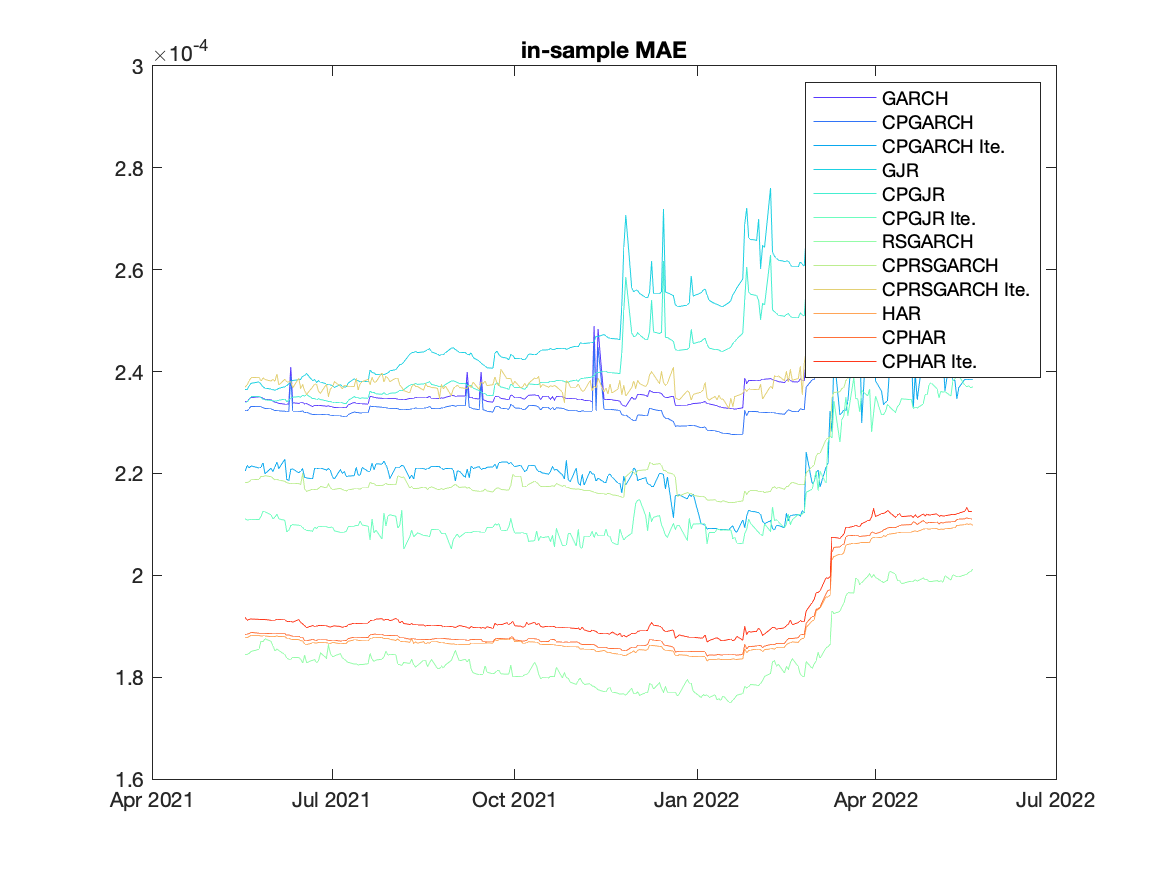 in-sample MAE
×10-4
3
2.8
2.6
2.4
2.2
2
1.8
1.6
Apr 2021
Jul 2021
Oct 2021
Jan 2022
Apr 2022
Jul 2022
GARCH
CPGARCH
CPGARCH Ite.
GJR
CPGJR
CPGJR Ite.
RSGARCH
CPRSGARCH
CPRSGARCH Ite.
HAR
CPHAR
CPHAR Ite.